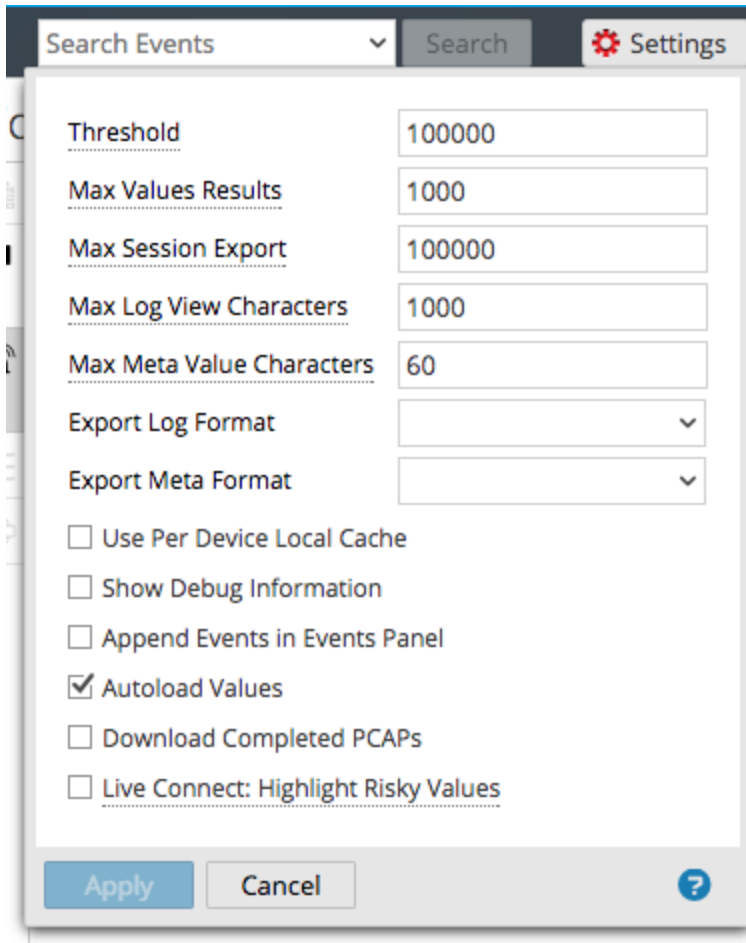 Search Events Search Settings
Threshold 100000
Max Values Results 1000
Max Session Export 100000
Max Log View Characters 1000
Max Meta Value Characters 60
Export Log Format
Export Meta Format
Use Per Device Local Cache
Show Debug Information
Append Events in Events Panel
Autoload Values
Download Completed PCAPs
Live Connect: Highlight Risky Values
Apply Cancel ?